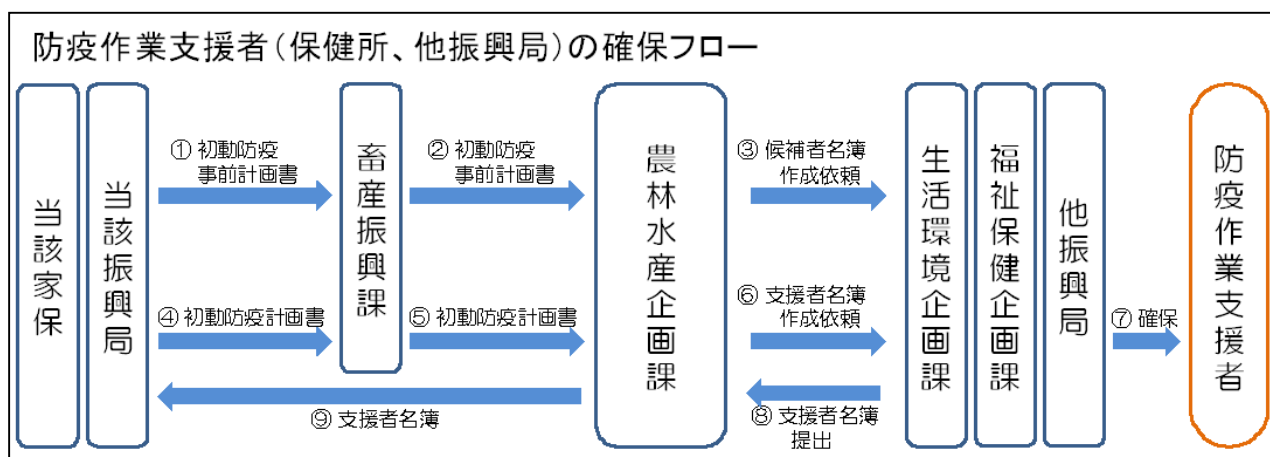 防疫作業支援者(保健所、他振興局)の確保フロー
当該家保
当該振興局
① 初動防疫
事前計画書
畜産振興課
② 初動防疫
事前計画書
農林水産企画課
③ 候補者名簿
作成依頼
生活環境企画課
福祉保健企画課
他振興局
防疫作業支援者
④ 初動防疫計画書
⑤ 初動防疫計画書
⑥ 支援者名簿
作成依頼
⑦ 確保
⑧ 支援者名簿
提出
⑨ 支援者名簿